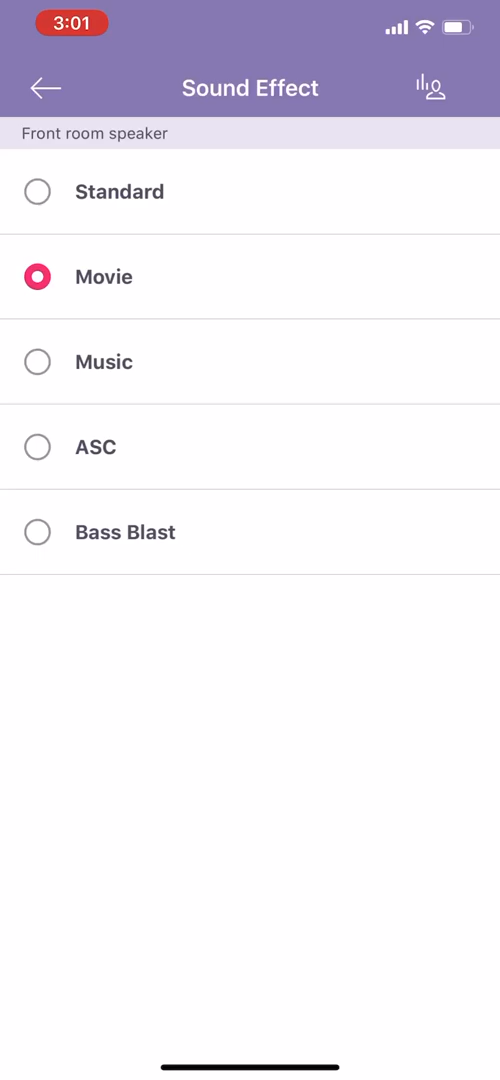 3:01
Sound Effect
Front room speaker
Standard
Movie
Music
ASC
Bass Blast